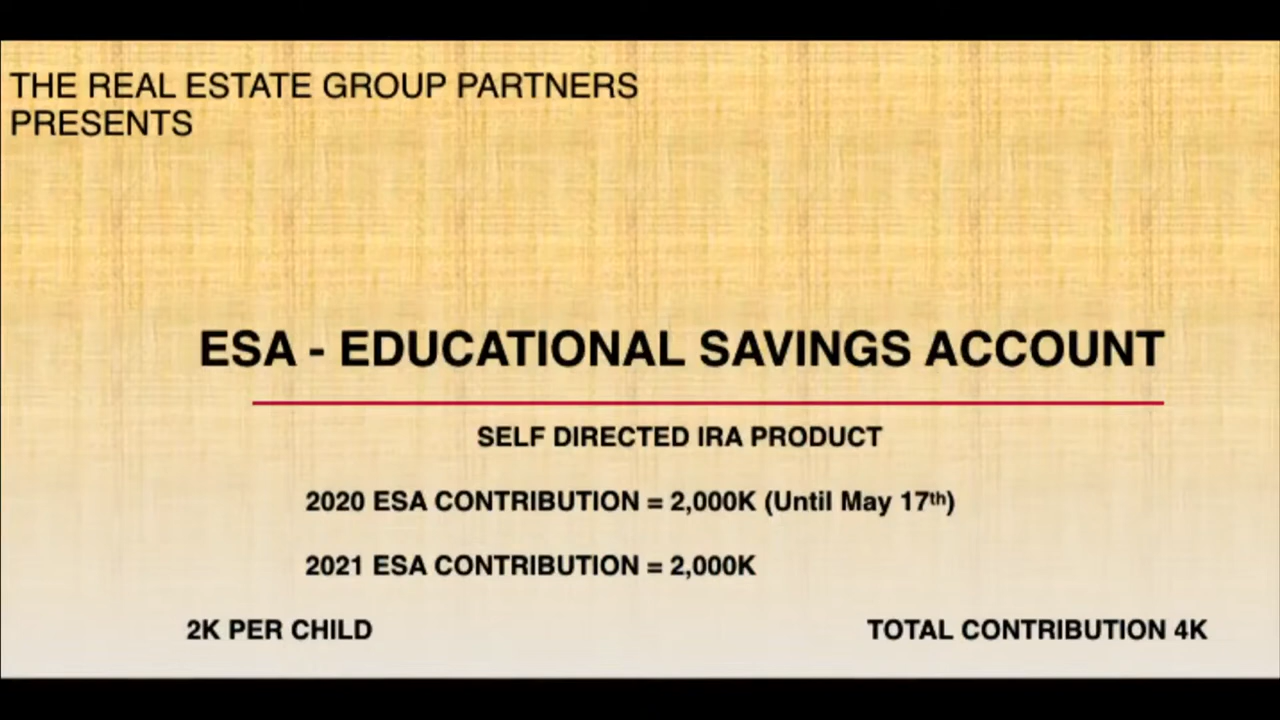 THE REAL ESTATE GROUP PARTNERS
PRESENTS
ESA - EDUCATIONAL SAVINGS ACCOUNT
SELF DIRECTED IRA PRODUCT
2020 ESA CONTRIBUTION = 2,000K (Until May 17th)
2021 ESA CONTRIBUTION = 2,000K
2K PER CHILD TOTAL CONTRIBUTION 4K